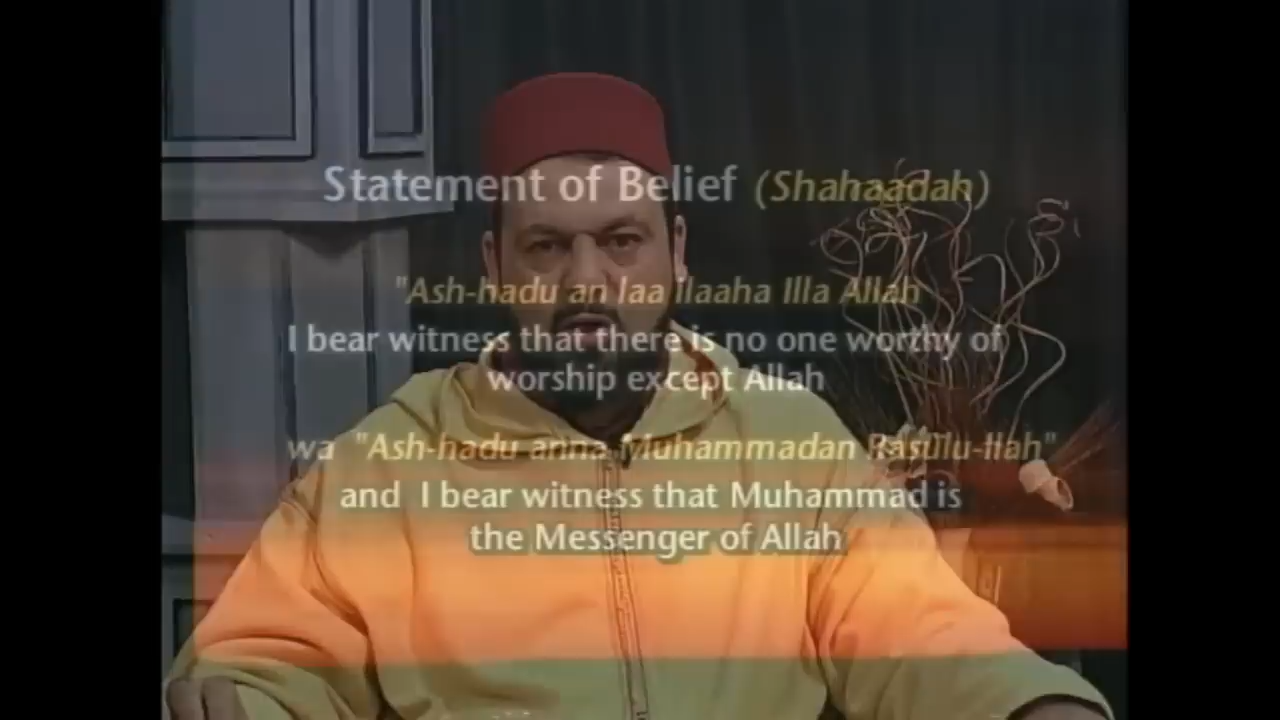 Statement of Belief (Shahaadah)
"Ash-hadu an laa ilaaha Illa Allah
I bear witness that there is no one worthy of
worship except Allah
wa "Ash-hadu anna Muhammadan Rasulu-llah"
and I bear witness that Muhammad is
the Messenger of Allah